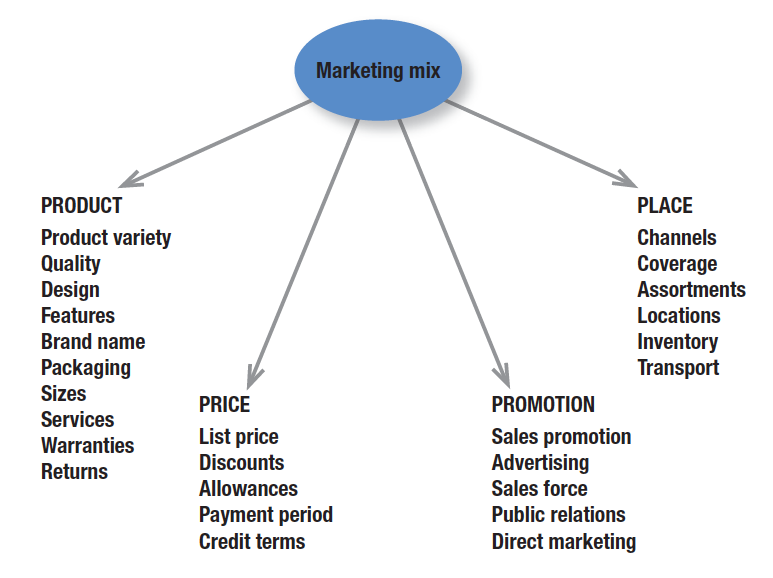 Marketing mix
PRODUCT
Product variety
Quality
Design
Features
Brand name
Packaging
Sizes
Services
Warranties
Returns
PRICE
List price
Discounts
Allowances
Payment period
Credit terms
PROMOTION
Sales promotion
Advertising
Sales force
Public relations
Direct marketing
PLACE
Channels
Coverage
Assortments
Locations
Inventory
Transport